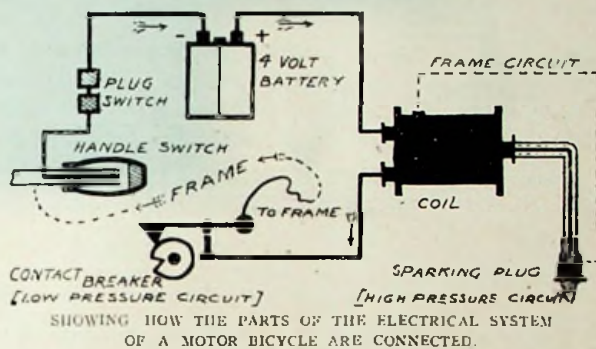 - +
4 VOLT
BATTERY
PLUG
SWITCH
HANDLE SWITCH
FRAME
TO FRAME
CONTACT BREAKER
[LOW PRESSURE CIRCUIT]
FRAME CIRCUIT
COIL
SPARKING PLUG
[HIGH PRESSURE CIRCUIT]
SHOWING HOW THE PARTS OF THE ELECTRICAL SYSTEM
OF A MOTOR BICYCLE ARE CONNECTED.